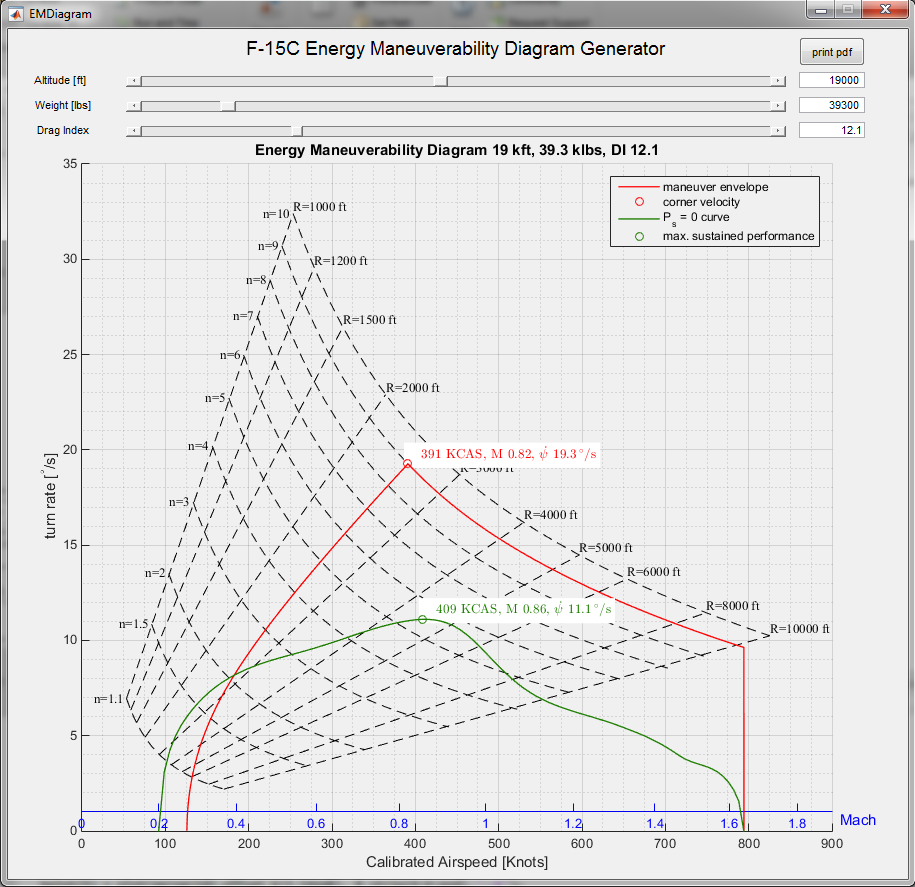 EMDiagram
F-15C Energy Maneuverability Diagram Generator
print pdf
Altitude [ft]
19000
Weight [lbs]
39300
Drag Index
12.1
Energy Maneuverability Diagram 19 kft, 39.3 klbs, DI 12.1
maneuver envelope
corner velocity
Ps = 0 curve
max. sustained performance
35
30
25
20
15
10
5
0
turn rate [°/s]
n=10
n=9
n=8
n=7
n=6
n=5
n=4
n=3
n=2
n=1.5
n=1.1
R=1000 ft
R=1200 ft
R=1500 ft
R=2000 ft
R=3000 ft
R=4000 ft
R=5000 ft
R=6000 ft
R=8000 ft
R=10000 ft
391 KCAS, M 0.82, ψ̇ 19.3°/s
409 KCAS, M 0.86, ψ̇ 11.1°/s
0 0.2 0.4 0.6 0.8 1 1.2 1.4 1.6 1.8 Mach
0 100 200 300 400 500 600 700 800 900
Calibrated Airspeed [Knots]